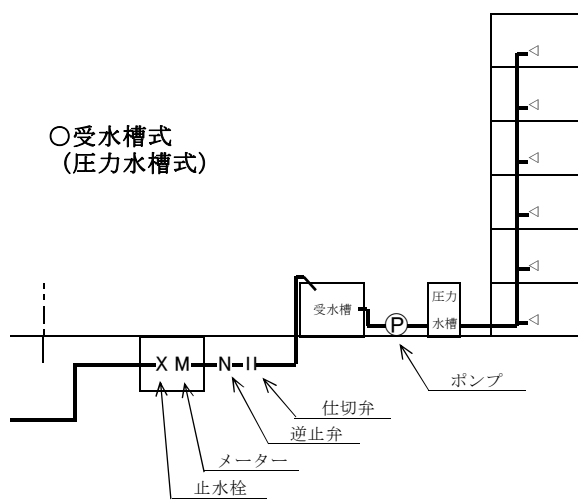 ○受水槽式
（圧力水槽式）
受水槽
圧力
水槽
P
X M N II
ポンプ
仕切弁
逆止弁
メーター
止水栓